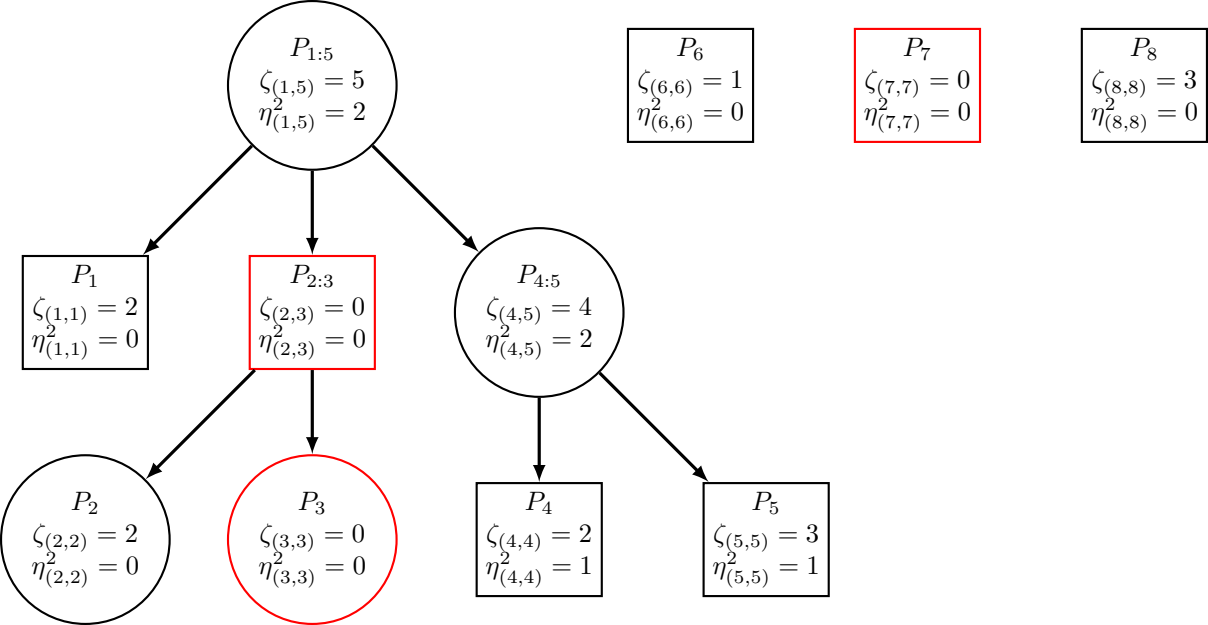 P_{1:5}
ζ_{(1,5)} = 5
η^2_{(1,5)} = 2
P_6
ζ_{(6,6)} = 1
η^2_{(6,6)} = 0
P_7
ζ_{(7,7)} = 0
η^2_{(7,7)} = 0
P_8
ζ_{(8,8)} = 3
η^2_{(8,8)} = 0
P_1
ζ_{(1,1)} = 2
η^2_{(1,1)} = 0
P_{2:3}
ζ_{(2,3)} = 0
η^2_{(2,3)} = 0
P_{4:5}
ζ_{(4,5)} = 4
η^2_{(4,5)} = 2
P_2
ζ_{(2,2)} = 2
η^2_{(2,2)} = 0
P_3
ζ_{(3,3)} = 0
η^2_{(3,3)} = 0
P_4
ζ_{(4,4)} = 2
η^2_{(4,4)} = 1
P_5
ζ_{(5,5)} = 3
η^2_{(5,5)} = 1